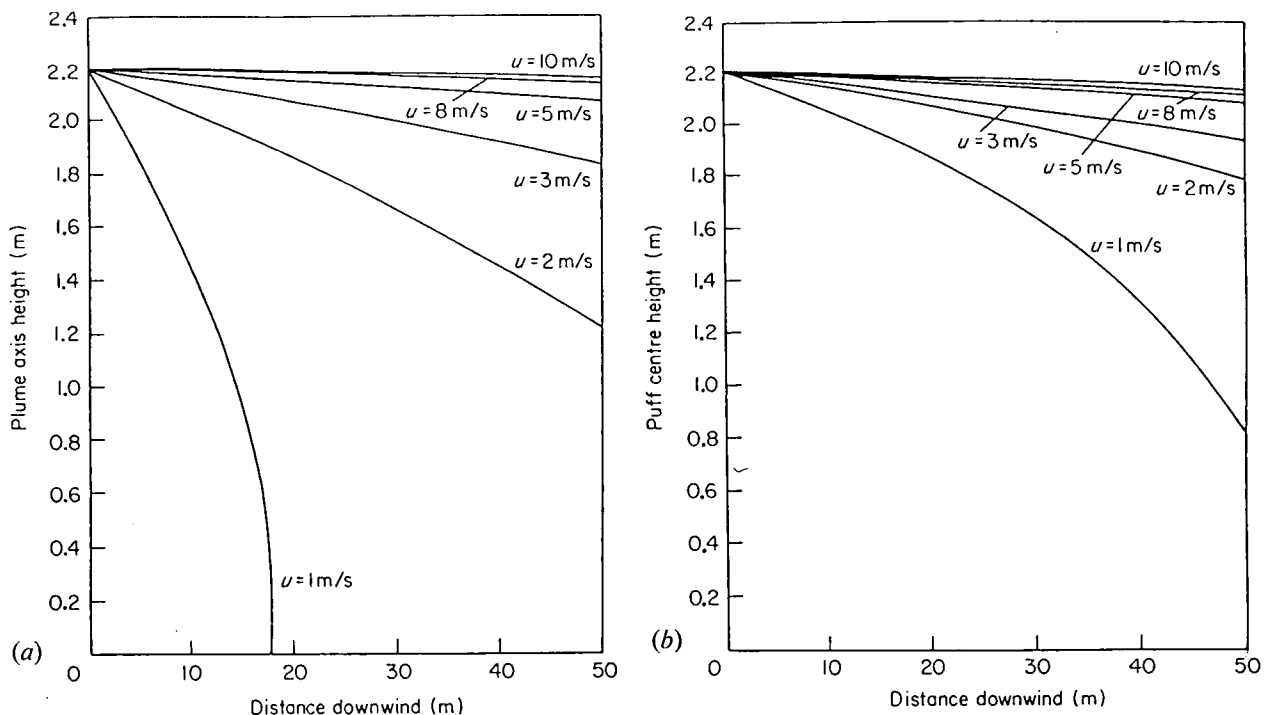 2.4
2.2
2.0
1.8
1.6
1.4
1.2
1.0
0.8
0.6
0.4
0.2
0
10
20
30
40
50
Plume axis height (m)
Distance downwind (m)
(a)
u = 10 m/s
u = 8 m/s
u = 5 m/s
u = 3 m/s
u = 2 m/s
u = 1 m/s
2.4
2.2
2.0
1.8
1.6
1.4
1.2
1.0
0.8
0.6
0.4
0.2
0
10
20
30
40
50
Puff centre height (m)
Distance downwind (m)
(b)
u = 10 m/s
u = 8 m/s
u = 3 m/s
u = 5 m/s
u = 2 m/s
u = 1 m/s